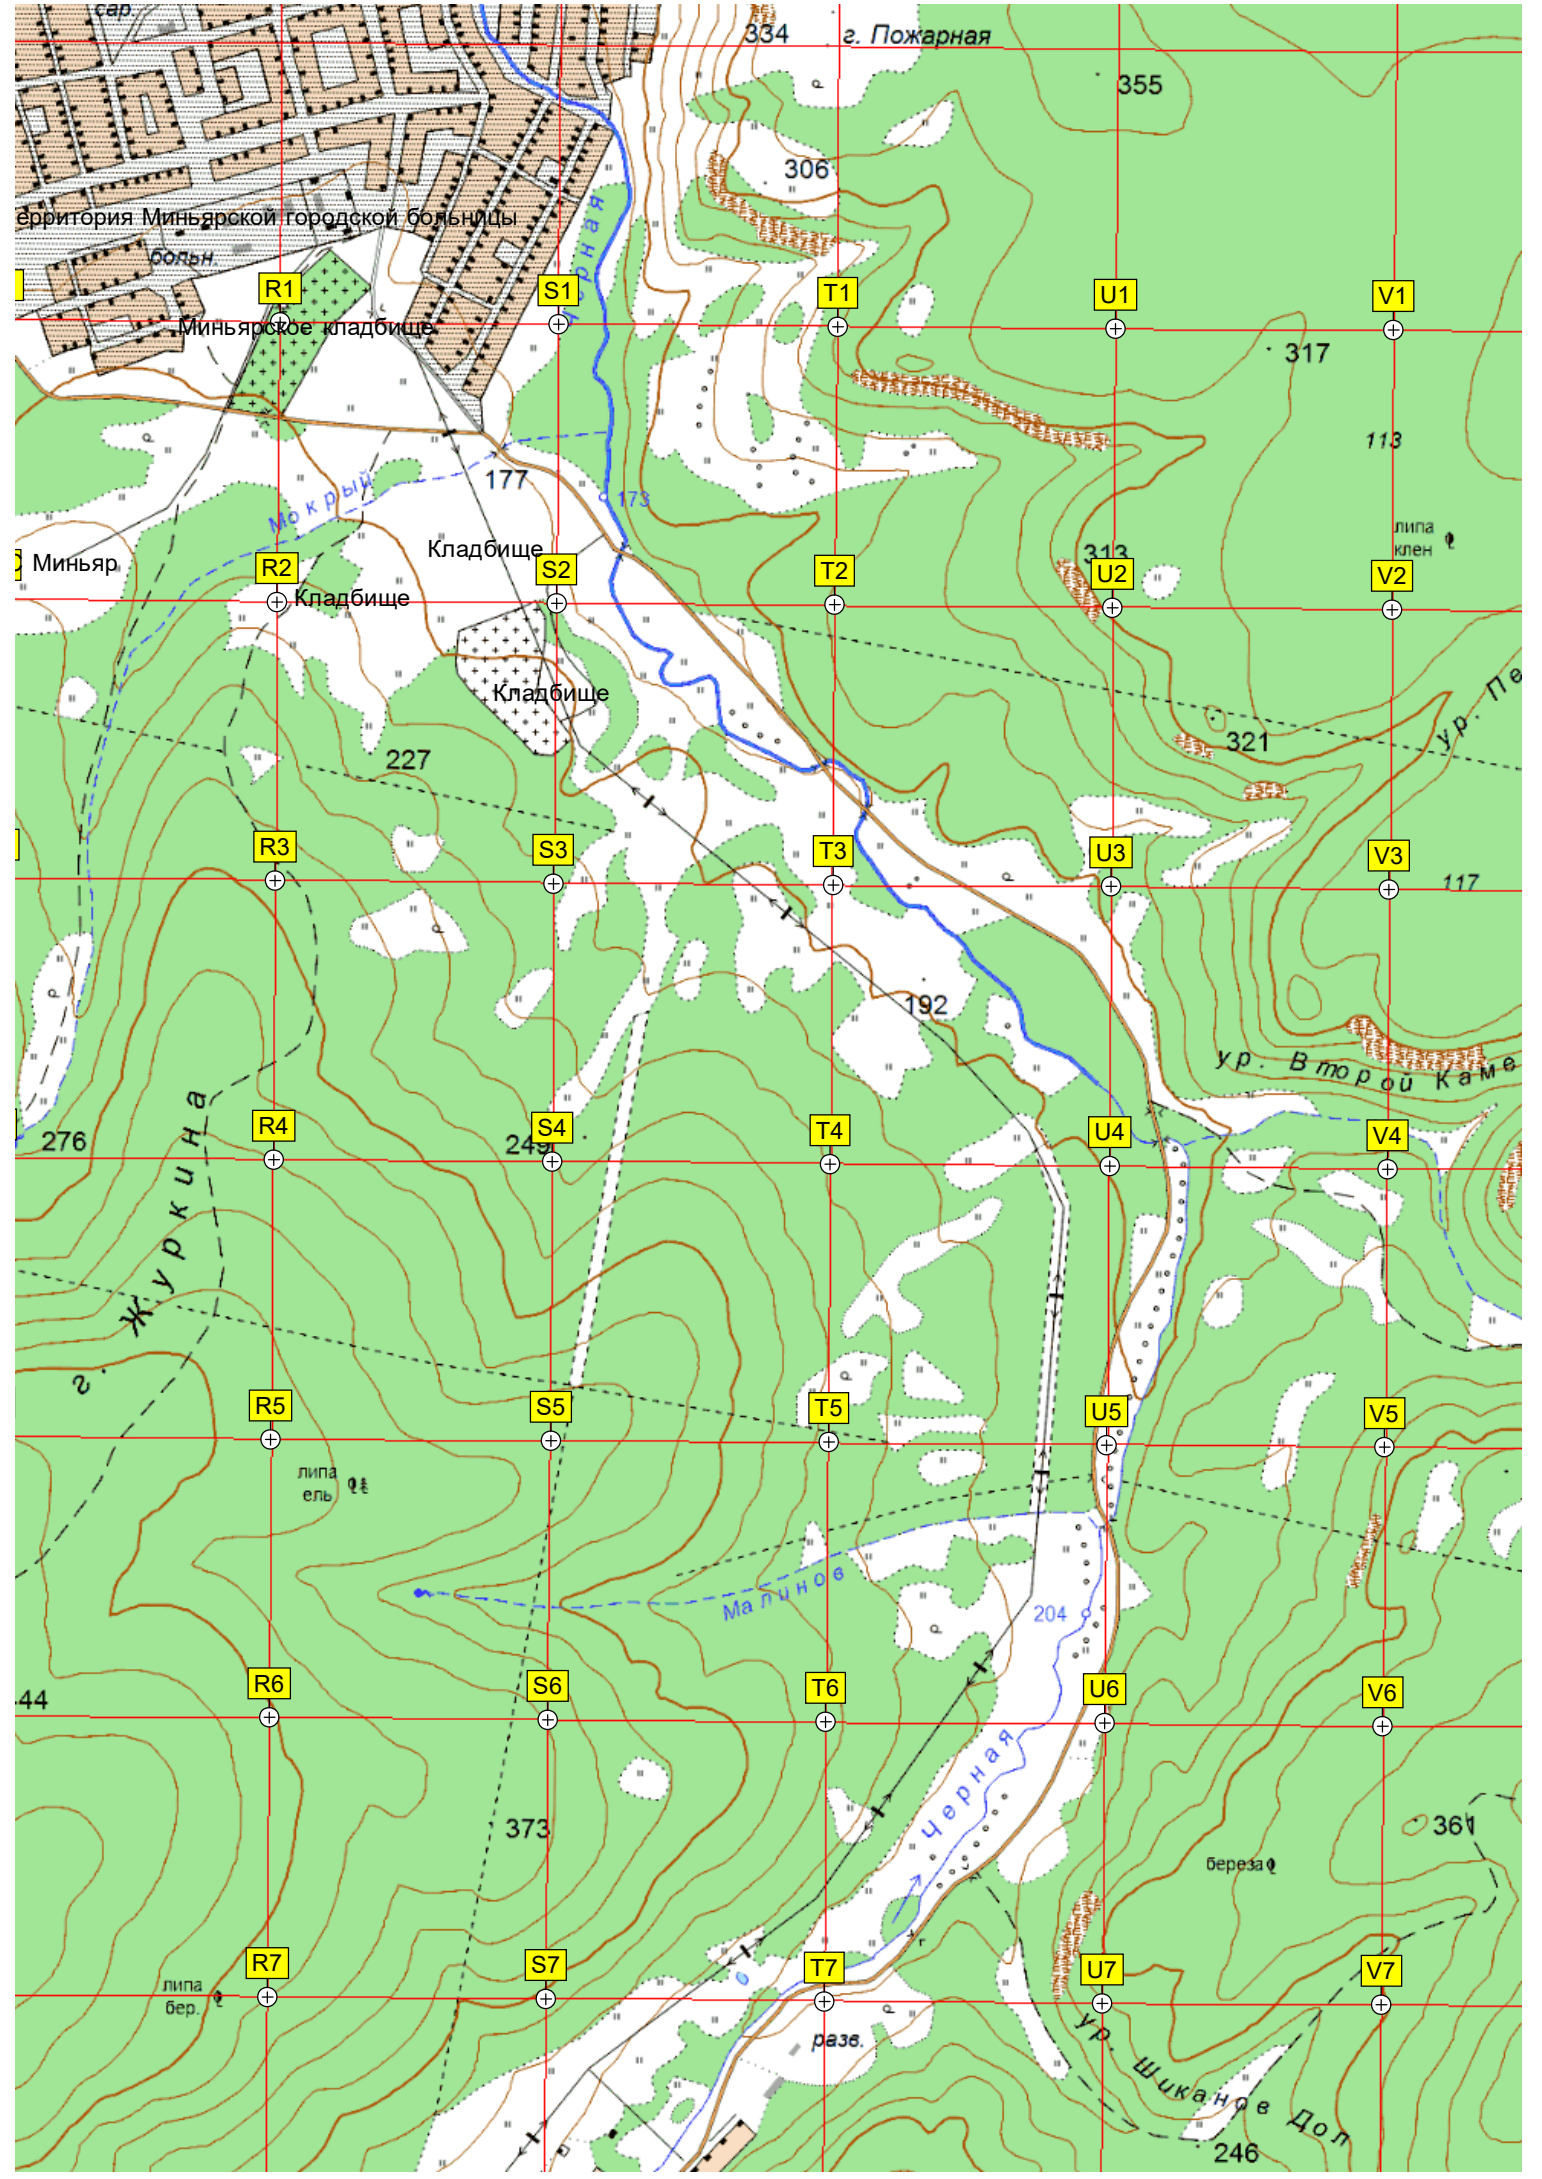 сар
334
г. Пожарная
355
306
ерритория Миньярской городской больницы
больн.
Черная
R1
S1
T1
U1
V1
Миньярское кладбище
317
113
177
Мокрый
173
липа
клен
Кладбище
313
Миньяр
R2
S2
T2
U2
V2
Кладбище
Кладбище
ур. Пе
321
227
R3
S3
T3
U3
V3
117
192
ур. Второй Каме
276
249
R4
S4
T4
U4
V4
г. Журкина
R5
S5
T5
U5
V5
липа
ель
Малинов
204
44
R6
S6
T6
U6
V6
Черная
373
361
береза
R7
S7
T7
U7
V7
липа
бер.
разв.
ур. Шиканов Дол
246